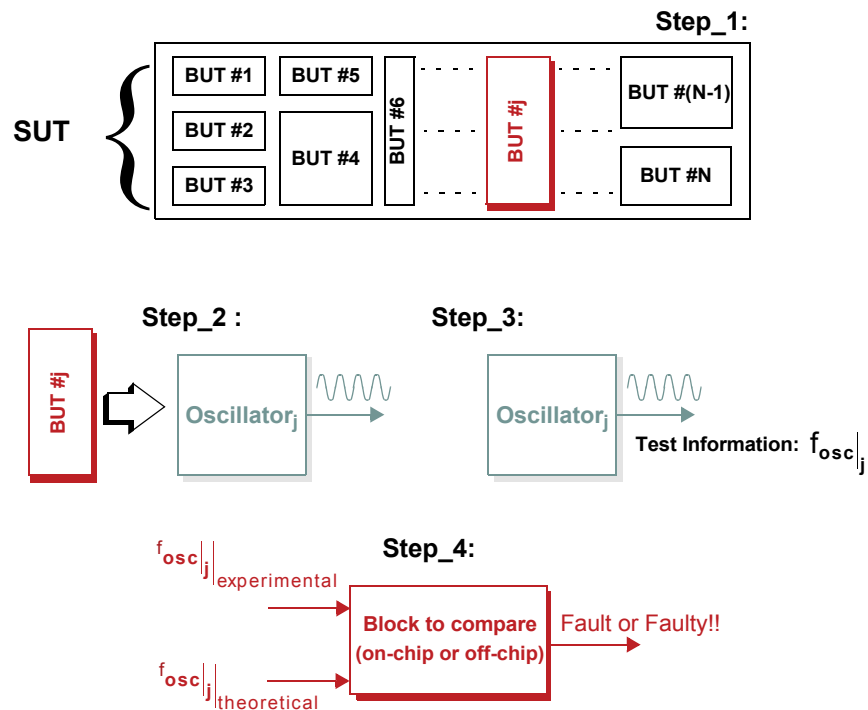 Step_1:
SUT
BUT #1
BUT #5
BUT #6
BUT #j
BUT #(N-1)
BUT #2
BUT #4
BUT #3
BUT #N
Step_2 :
Step_3:
BUT #j
Oscillatorj
Oscillatorj
Test Information: fosc|j
Step_4:
fosc|j|experimental
Block to compare
(on-chip or off-chip)
Fault or Faulty!!
fosc|j|theoretical